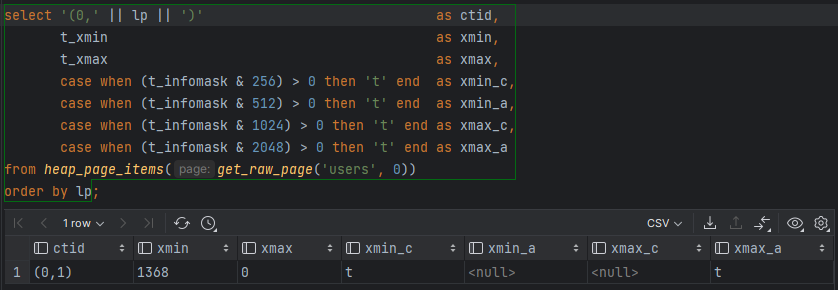 select '(0,' || lp || ')' as ctid,
t_xmin as xmin,
t_xmax as xmax,
case when (t_infomask & 256) > 0 then 't' end as xmin_c,
case when (t_infomask & 512) > 0 then 't' end as xmin_a,
case when (t_infomask & 1024) > 0 then 't' end as xmax_c,
case when (t_infomask & 2048) > 0 then 't' end as xmax_a
from heap_page_items( page: get_raw_page('users', 0))
order by lp;
1 row CSV
ctid xmin xmax xmin_c xmin_a xmax_c xmax_a
1 (0,1) 1368 0 t <null> <null> t